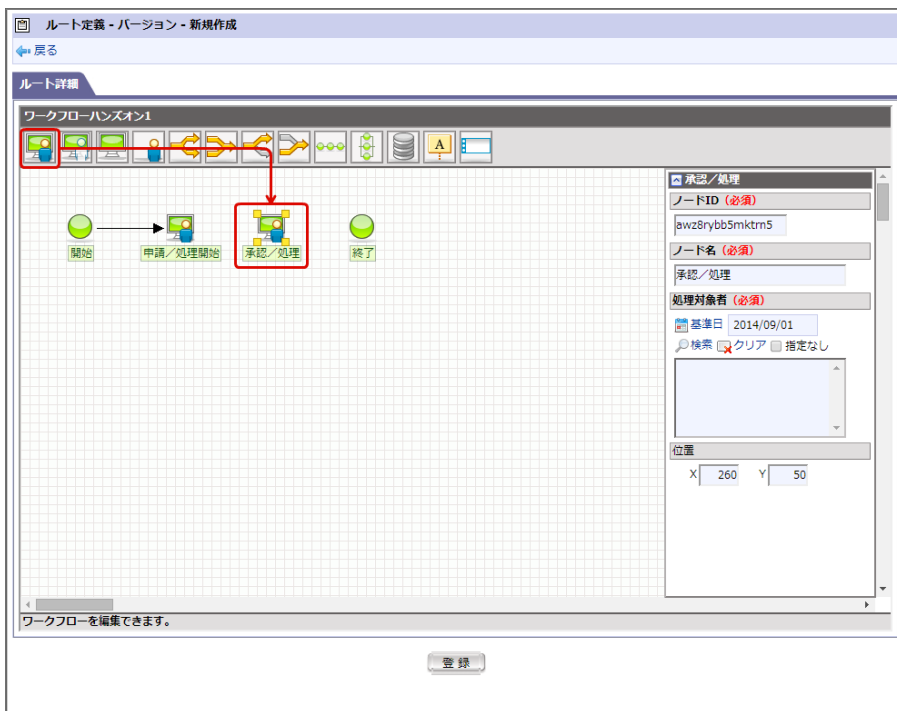 ルート定義 - バージョン - 新規作成
戻る
ルート詳細
ワークフローハンズオン1
A
開始
申請／処理開始
承認／処理
終了
承認／処理
ノードID (必須)
awz8rybb5mktrn5
ノード名 (必須)
承認／処理
処理対象者 (必須)
基準日 2014/09/01
検索 クリア 指定なし
位置
X 260 Y 50
ワークフローを編集できます。
登録